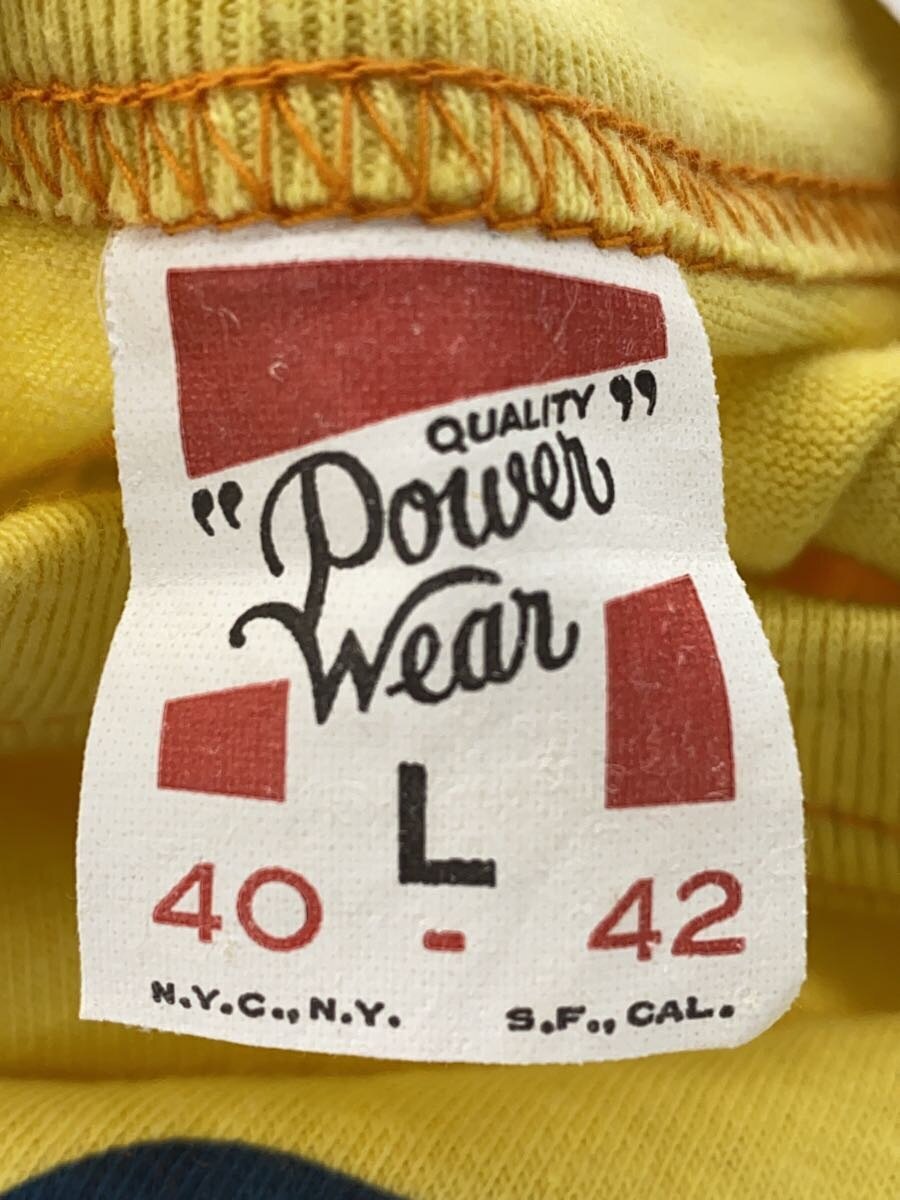 QUALITY
"Power"
Wear
L
40 - 42
N.Y.C., N.Y. S.F., CAL.